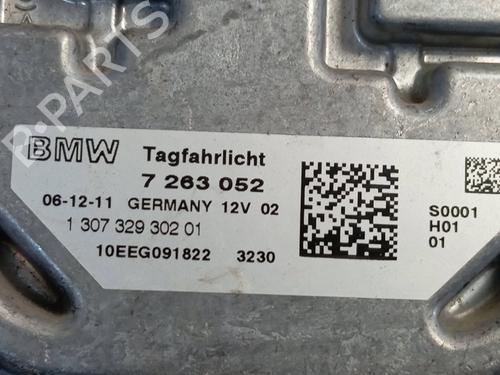 B-PARTS
BMW Tagfahrlicht
7 263 052
06-12-11 GERMANY 12V 02
1 307 329 302 01
10EEG091822 3230
S0001
H01
01